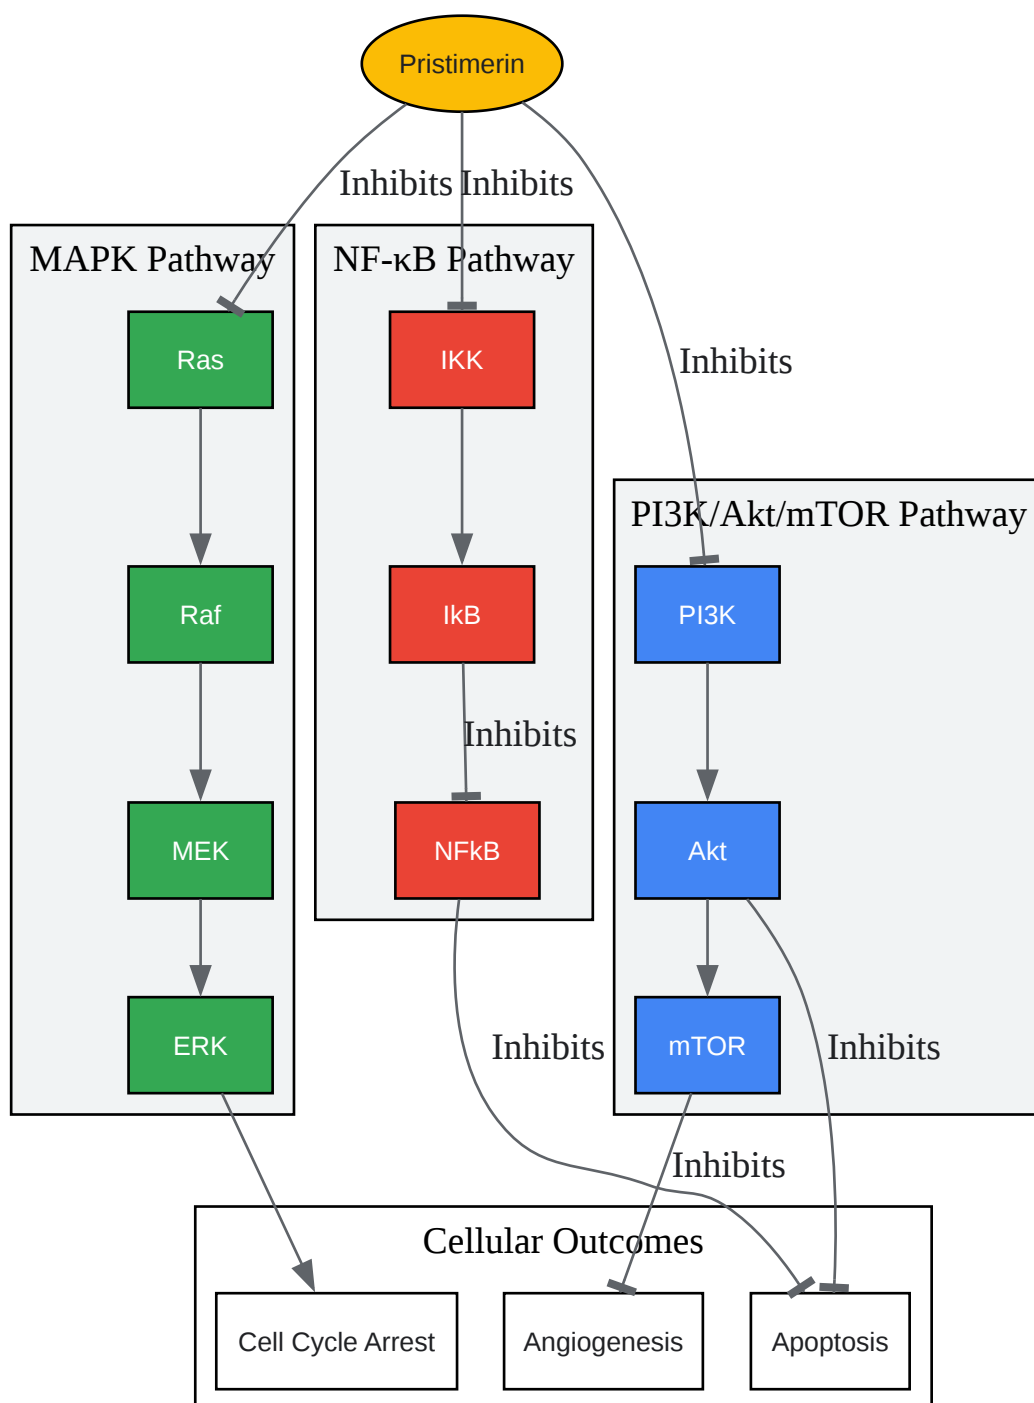 Pristimerin
Inhibits
Inhibits
MAPK Pathway
NF-κB Pathway
Ras
IKK
Inhibits
PI3K/Akt/mTOR Pathway
Raf
IkB
PI3K
Inhibits
MEK
NFkB
Akt
ERK
Inhibits
mTOR
Inhibits
Inhibits
Cellular Outcomes
Cell Cycle Arrest
Angiogenesis
Apoptosis